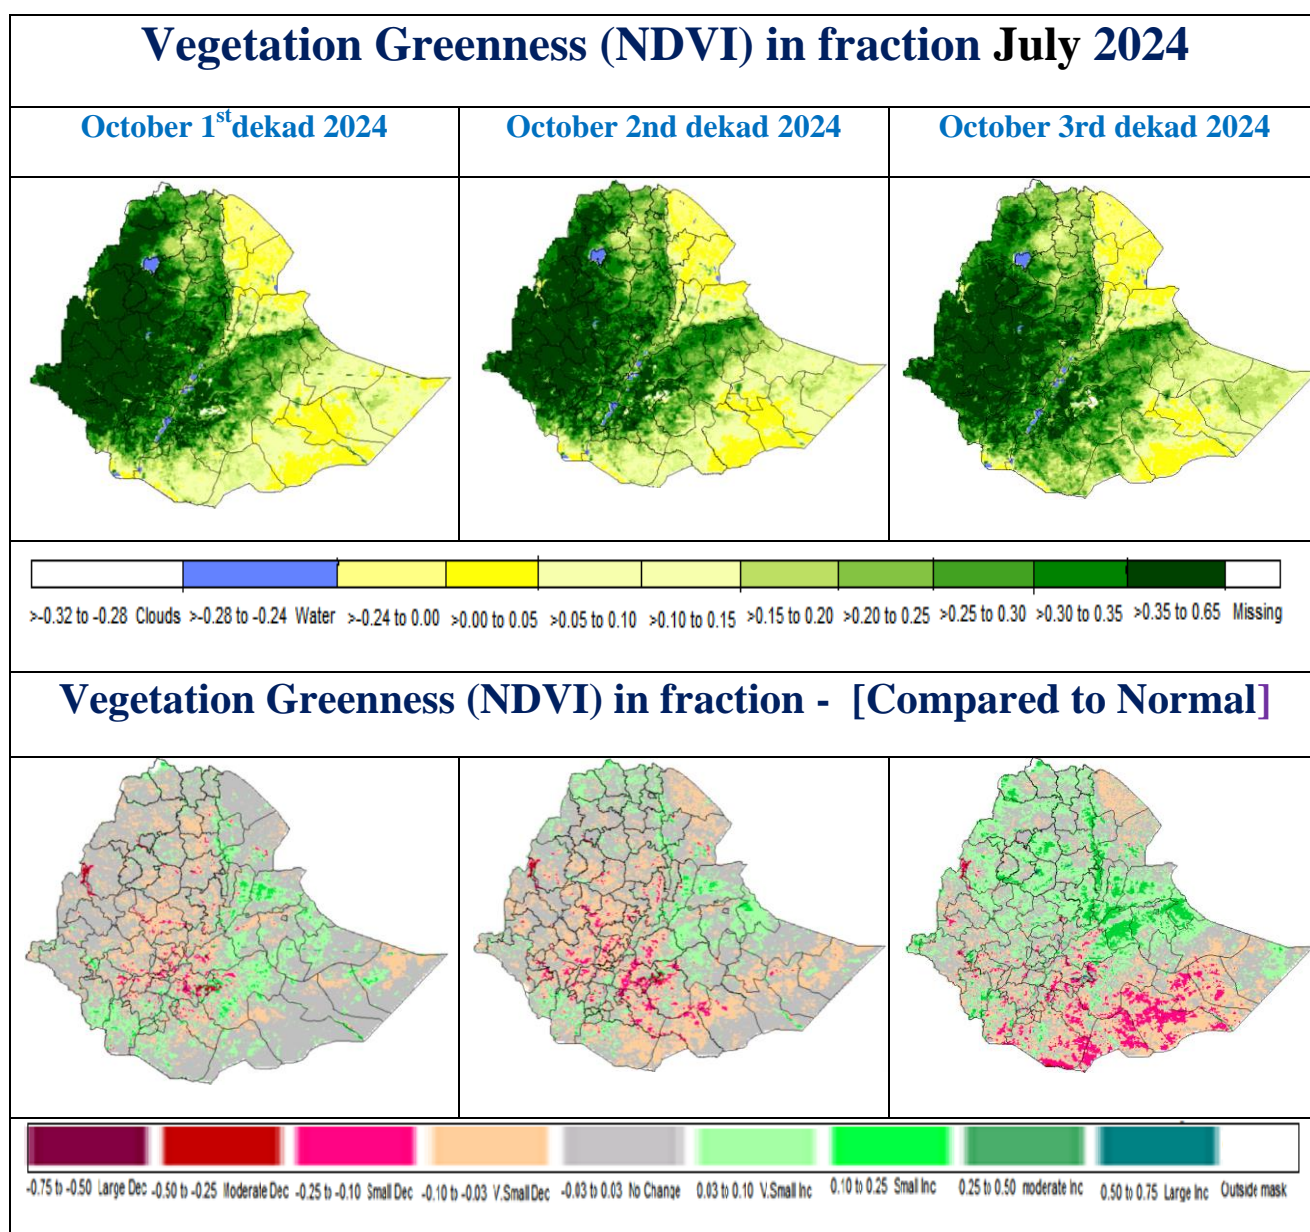 Vegetation Greenness (NDVI) in fraction July 2024
October 1stdekad 2024
October 2nd dekad 2024
October 3rd dekad 2024
>-0.32 to -0.28 Clouds >-0.28 to -0.24 Water >-0.24 to 0.00 >0.00 to 0.05 >0.05 to 0.10 >0.10 to 0.15 >0.15 to 0.20 >0.20 to 0.25 >0.25 to 0.30 >0.30 to 0.35 >0.35 to 0.65 Missing
Vegetation Greenness (NDVI) in fraction - [Compared to Normal]
-0.75 to -0.50 Large Dec -0.50 to -0.25 Moderate Dec -0.25 to -0.10 Small Dec -0.10 to -0.03 V.Small Dec -0.03 to 0.03 No Change 0.03 to 0.10 V.Small Inc 0.10 to 0.25 Small Inc 0.25 to 0.50 moderate Inc 0.50 to 0.75 Large Inc Outside mask